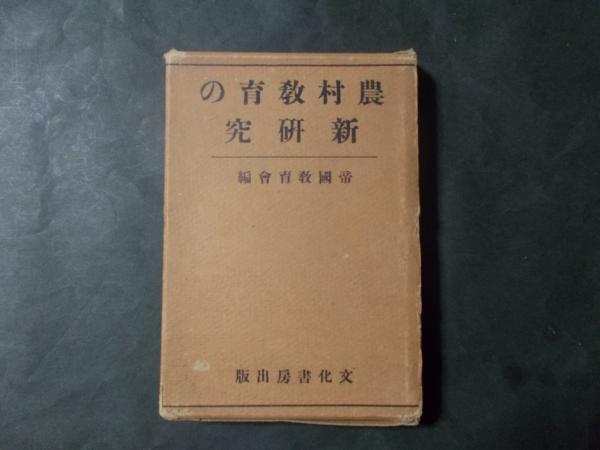 農村教育の
新研究
帝國教育會編
文化書房出版